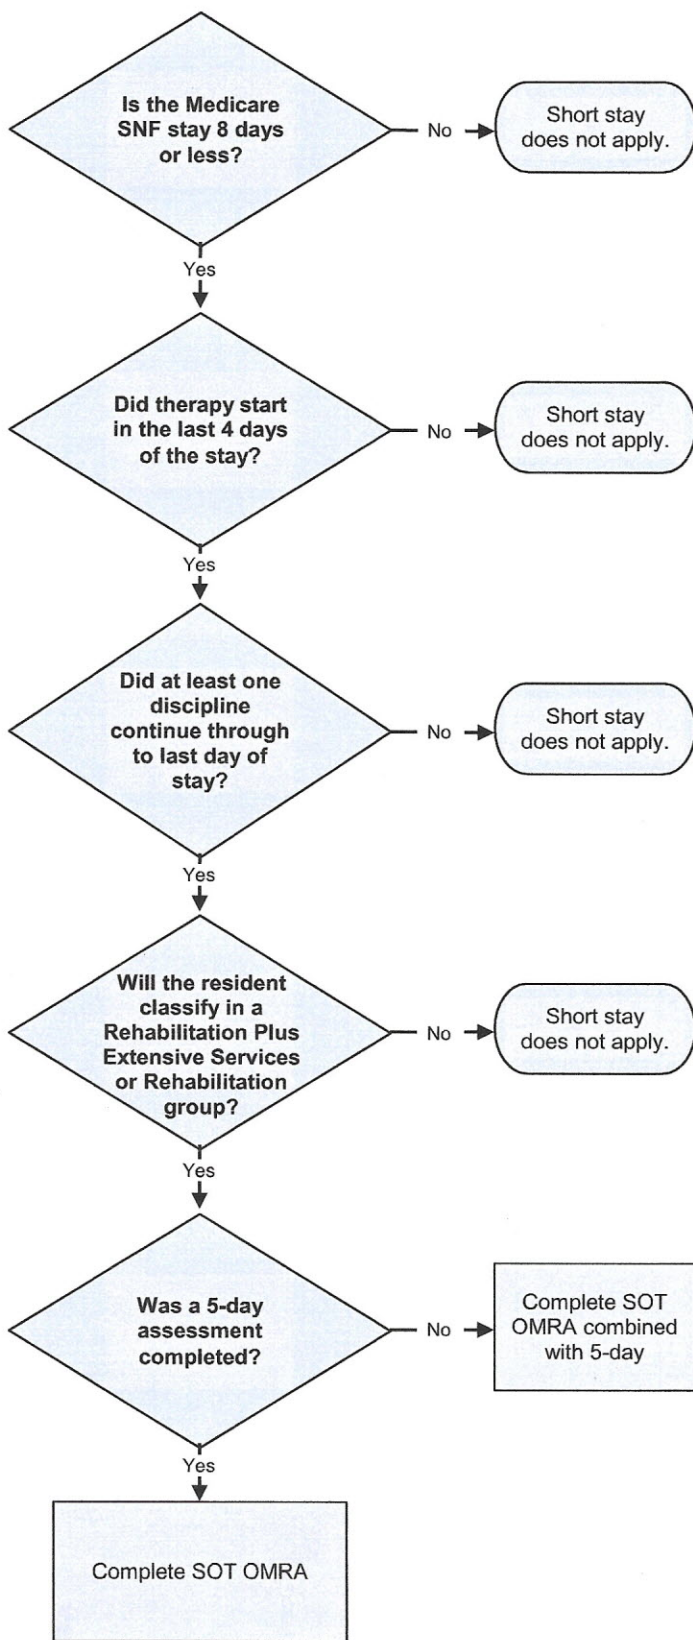 Is the Medicare
SNF stay 8 days
or less?
No
Short stay
does not apply.
Yes
Did therapy start
in the last 4 days
of the stay?
No
Short stay
does not apply.
Yes
Did at least one
discipline
continue through
to last day of
stay?
No
Short stay
does not apply.
Yes
Will the resident
classify in a
Rehabilitation Plus
Extensive Services
or Rehabilitation
group?
No
Short stay
does not apply.
Yes
Was a 5-day
assessment
completed?
No
Complete SOT
OMRA combined
with 5-day
Yes
Complete SOT OMRA